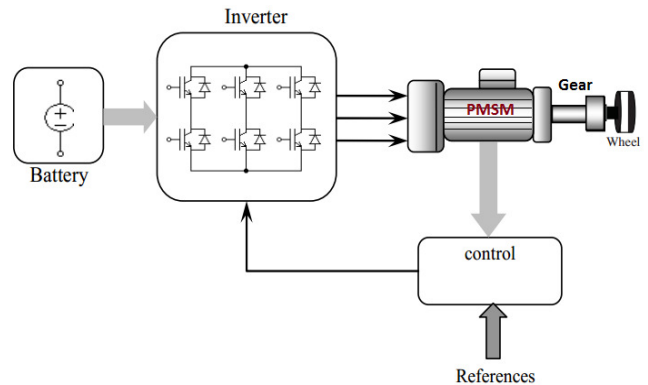 Inverter
Battery
PMSM
Gear
Wheel
control
References